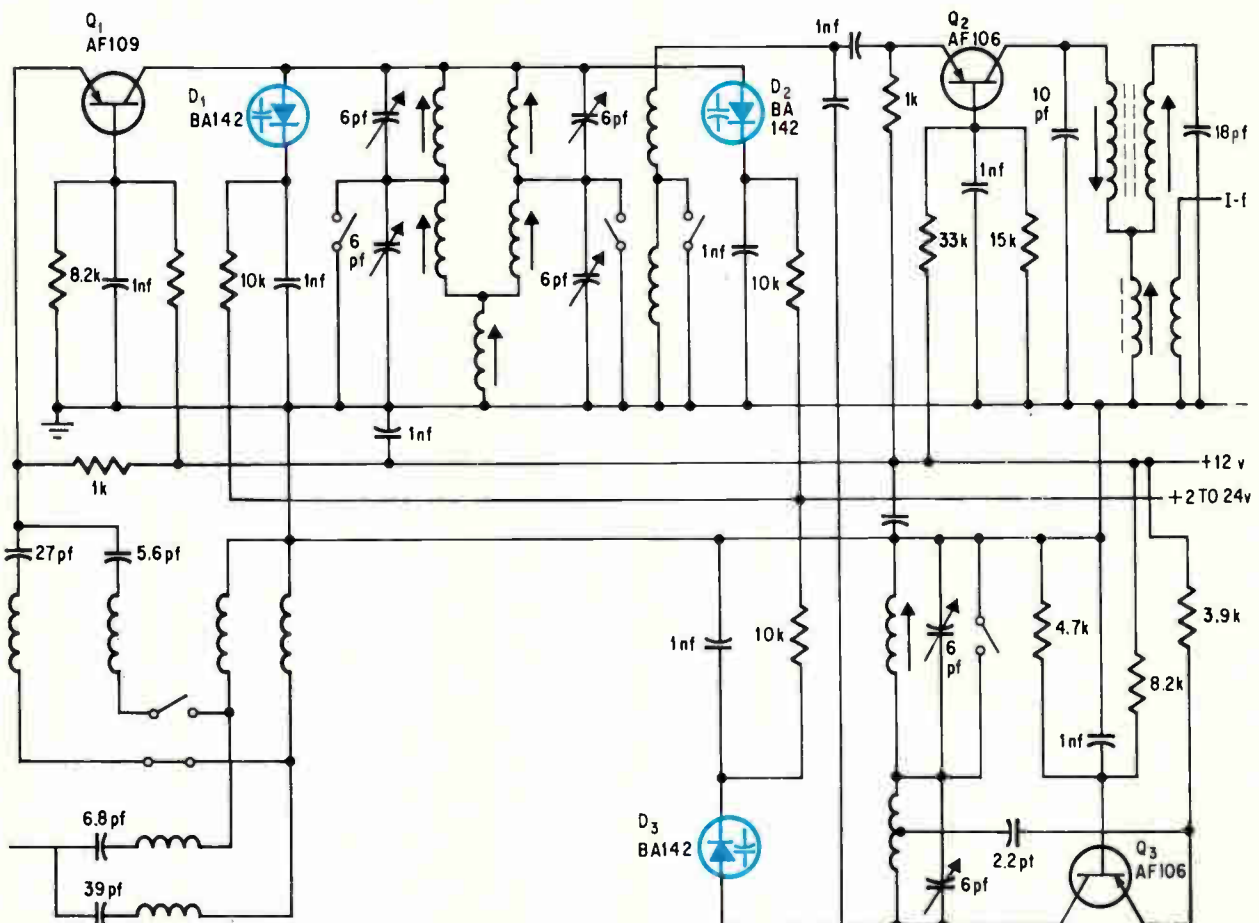 Q1
AF109
D1
BA142
6pf
6pf
D2
BA
142
1nf
1k
Q2
AF106
10
pf
18pf
I-f
8.2k
1nf
10k
1nf
6
pf
6pf
1nf
10k
33k
1nf
15k
1nf
1k
+12 v
+2 TO 24v
27pf
5.6pf
1nf
10k
6
pf
4.7k
3.9k
8.2k
1nf
6.8pf
39pf
D3
BA142
2.2pf
6pf
Q3
AF106